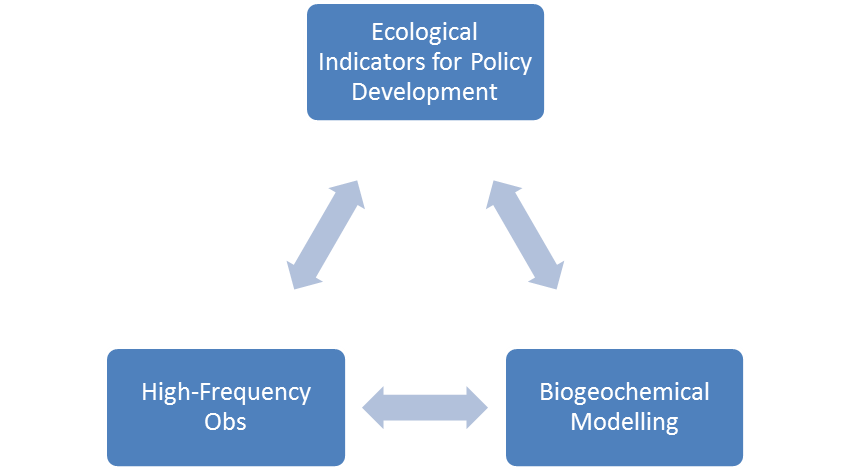 Ecological
Indicators for Policy
Development
High-Frequency
Obs
Biogeochemical
Modelling